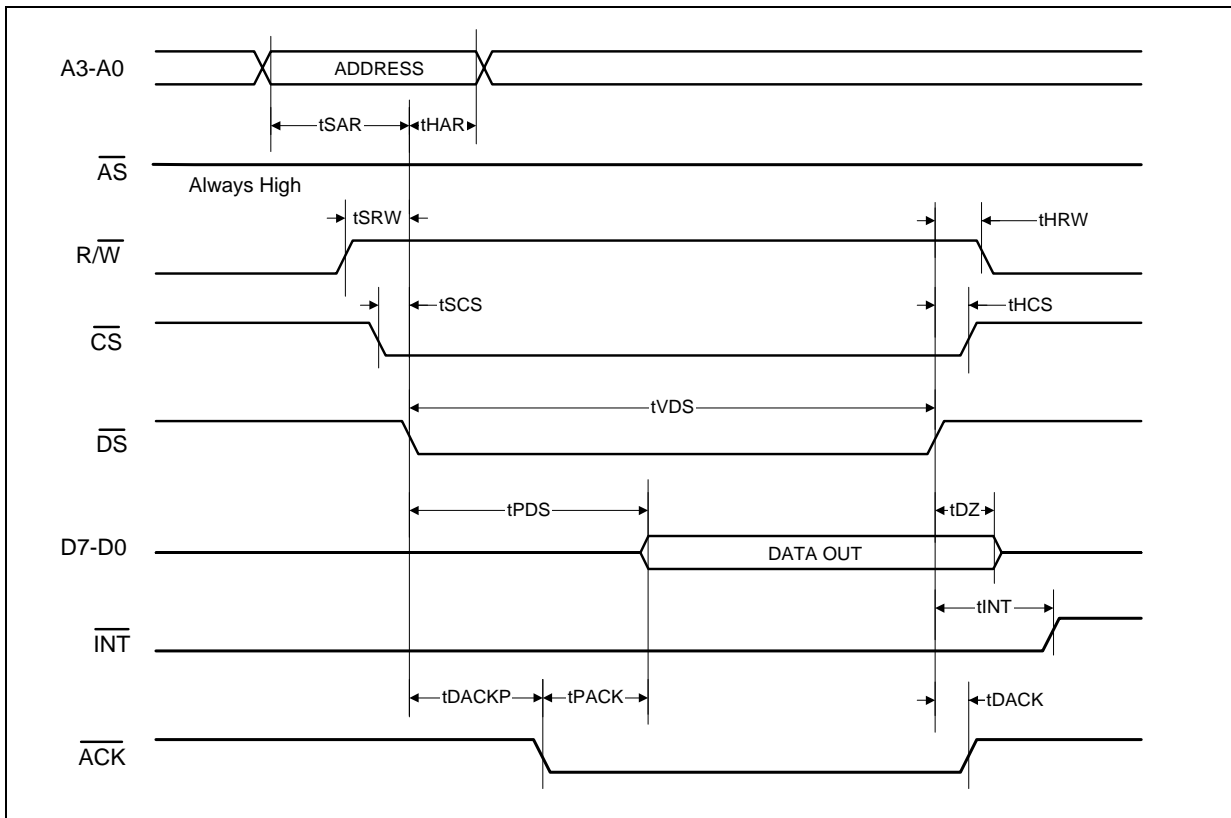 A3-A0
ADDRESS
tSAR
tHAR
AS
Always High
tSRW
tHRW
R/W
tSCS
tHCS
CS
tVDS
DS
tPDS
tDZ
D7-D0
DATA OUT
tINT
INT
tDACKP
tPACK
tDACK
ACK